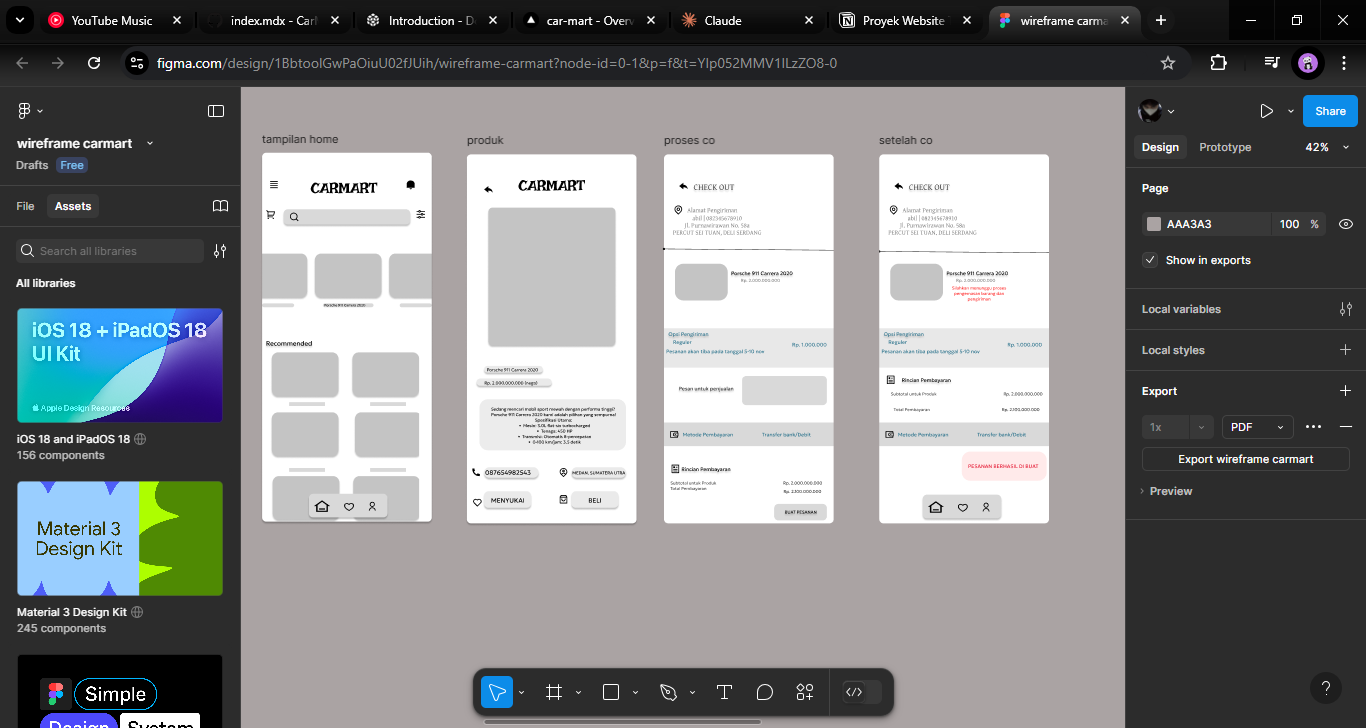 YouTube Music
index.mdx - Carl
Introduction - D
car-mart - Overv
Claude
Proyek Website
wireframe carma
figma.com/design/1BbtoolGwPaOiuU02fJUih/wireframe-carmart?node-id=0-1&p=f&t=YIp052MMV1ILzZO8-0
wireframe carmart
Drafts
Free
File
Assets
Search all libraries
All libraries
iOS 18 + iPadOS 18
UI Kit
Apple Design Resources
iOS 18 and iPadOS 18
156 components
Material 3
Design Kit
Material 3 Design Kit
245 components
Simple
Design
System
tampilan home
CARMART
Porsche 911 Carrera 2020
Recommended
produk
CARMART
Porsche 911 Carrera 2020
Rp. 2.000.000.000 (nego)
Sedang mencari mobil sport mewah dengan performa tinggi?
Porsche 911 Carrera 2020 kami adalah pilihan yang sempurna!
Spesifikasi Utama:
• Mesin: 3.0L flat-six turbocharged
• Tenaga: 450 HP
• Transmisi: Otomatis 8-percepatan
• 0-100 km/jam: 3,5 detik
087654982543
MEDAN, SUMATERA UTRA
MENYUKAI
BELI
proses co
CHECK OUT
Alamat Pengiriman
abil | 082345678910
Jl. Purnawirawan No. 58a
PERCUT SEI TUAN, DELI SERDANG
Porsche 911 Carrera 2020
Rp. 2.000.000.000
Opsi Pengiriman
Reguler
Pesanan akan tiba pada tanggal 5-10 nov
Rp. 1.000.000
Pesan untuk penjualan
Metode Pembayaran
Transfer bank/Debit
Rincian Pembayaran
Subtotal untuk Produk
Rp. 2.000.000.000
Total Pembayaran
Rp. 2.100.000.000
BUAT PESANAN
setelah co
CHECK OUT
Alamat Pengiriman
abil | 082345678910
Jl. Purnawirawan No. 58a
PERCUT SEI TUAN, DELI SERDANG
Porsche 911 Carrera 2020
Rp. 2.000.000.000
Silahkan menunggu proses
pengemasan barang dan
pengiriman
Opsi Pengiriman
Reguler
Pesanan akan tiba pada tanggal 5-10 nov
Rp. 1.000.000
Rincian Pembayaran
Subtotal untuk Produk
Rp. 2.000.000.000
Total Pembayaran
Rp. 2.100.000.000
Metode Pembayaran
Transfer bank/Debit
PESANAN BERHASIL DI BUAT
Share
Design
Prototype
42%
Page
AAA3A3
100
%
Show in exports
Local variables
Local styles
Export
1x
PDF
Export wireframe carmart
Preview
?